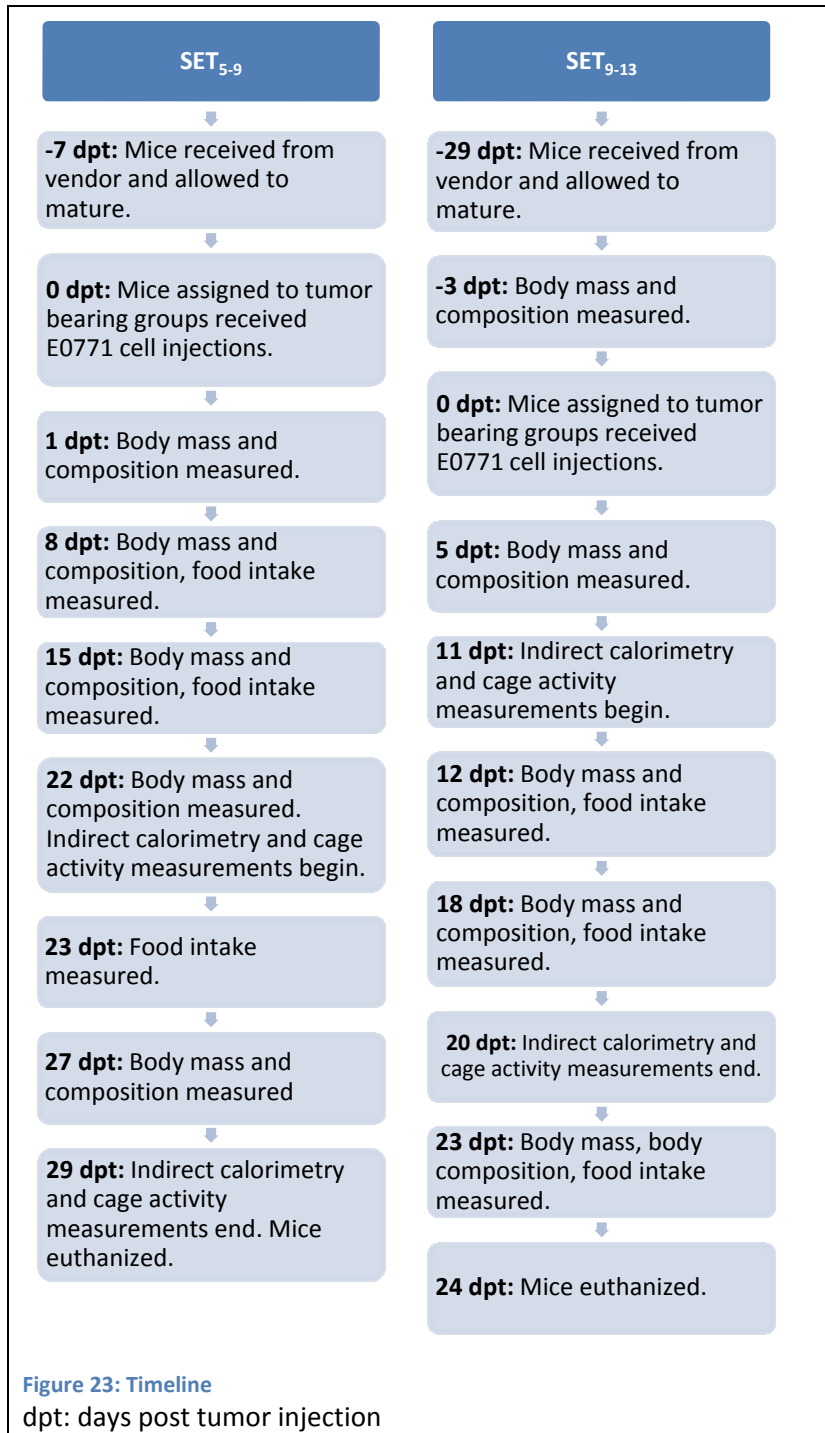 SET5-9
-7 dpt: Mice received from
vendor and allowed to
mature.
0 dpt: Mice assigned to tumor
bearing groups received
E0771 cell injections.
1 dpt: Body mass and
composition measured.
8 dpt: Body mass and
composition, food intake
measured.
15 dpt: Body mass and
composition, food intake
measured.
22 dpt: Body mass and
composition measured.
Indirect calorimetry and cage
activity measurements begin.
23 dpt: Food intake
measured.
27 dpt: Body mass and
composition measured
29 dpt: Indirect calorimetry
and cage activity
measurements end. Mice
euthanized.
SET9-13
-29 dpt: Mice received from
vendor and allowed to
mature.
-3 dpt: Body mass and
composition measured.
0 dpt: Mice assigned to tumor
bearing groups received
E0771 cell injections.
5 dpt: Body mass and
composition measured.
11 dpt: Indirect calorimetry
and cage activity
measurements begin.
12 dpt: Body mass and
composition, food intake
measured.
18 dpt: Body mass and
composition, food intake
measured.
20 dpt: Indirect calorimetry and
cage activity measurements end.
23 dpt: Body mass, body
composition, food intake
measured.
24 dpt: Mice euthanized.
Figure 23: Timeline
dpt: days post tumor injection